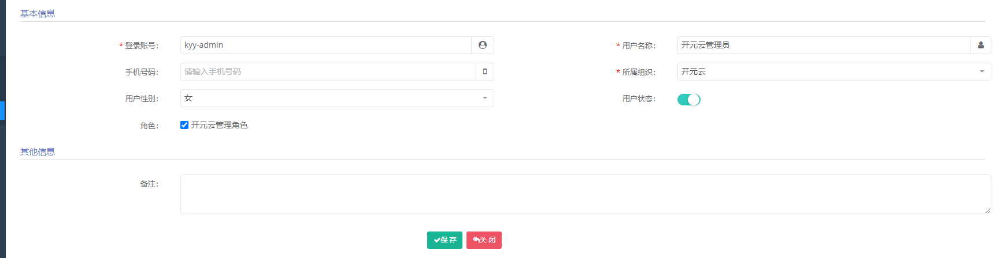 基本信息
* 登录账号： kyy-admin * 用户名称： 开元云管理员
手机号码： 请输入手机号码 * 所属组织： 开元云
用户性别： 女 用户状态：
角色： 开元云管理角色
其他信息
备注：
保存 关闭